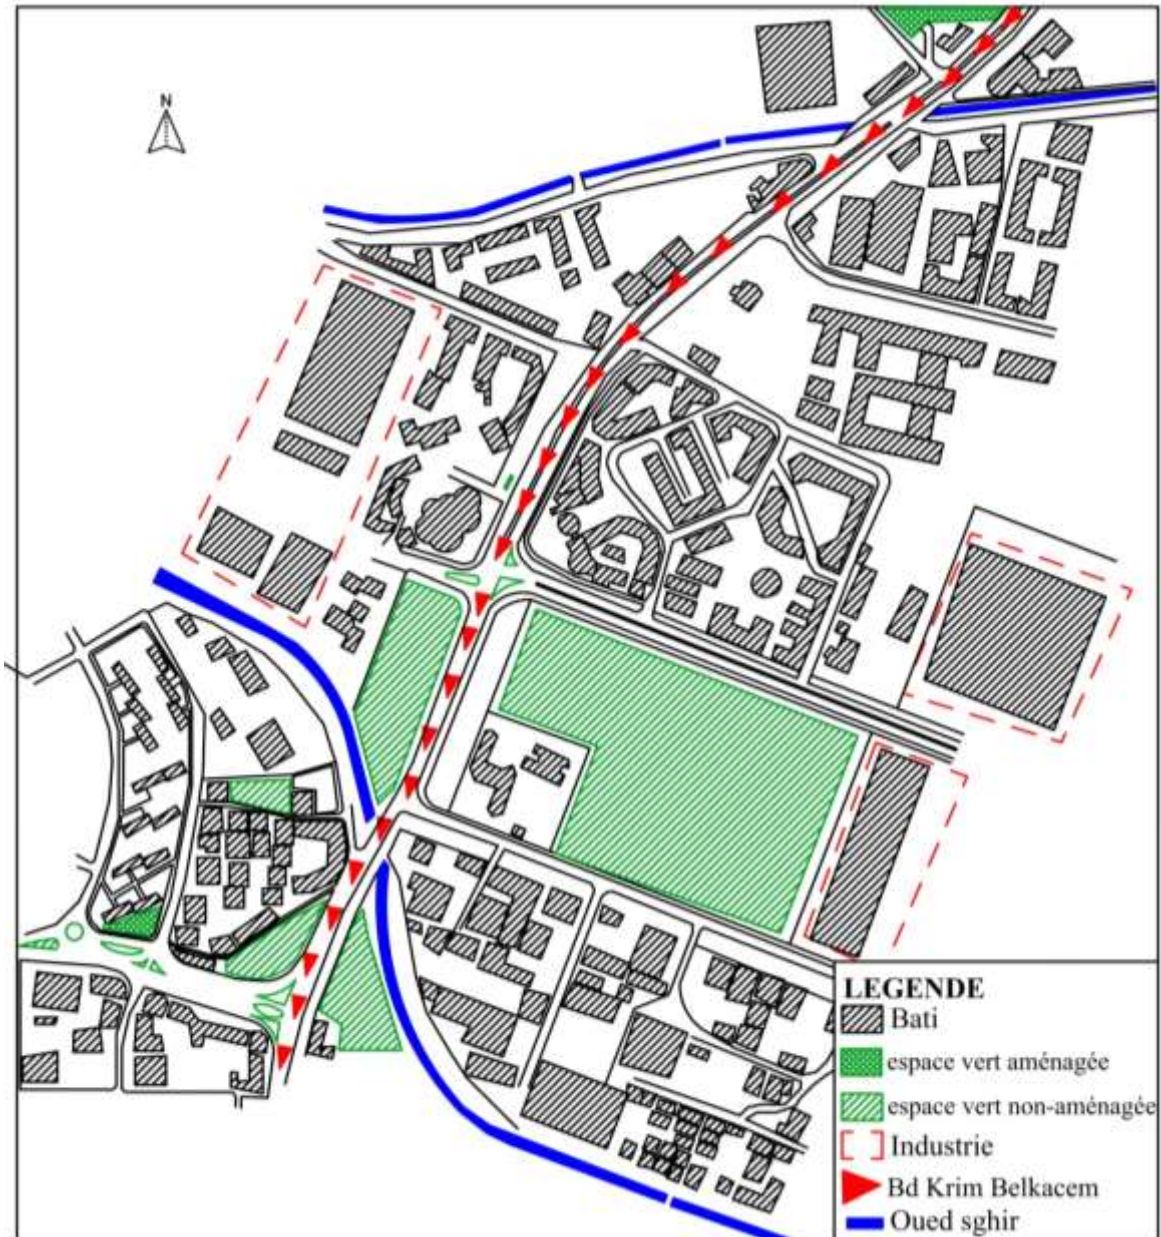 N
LEGENDE
Bati
espace vert aménagée
espace vert non-aménagée
Industrie
Bd Krim Belkacem
Oued sghir